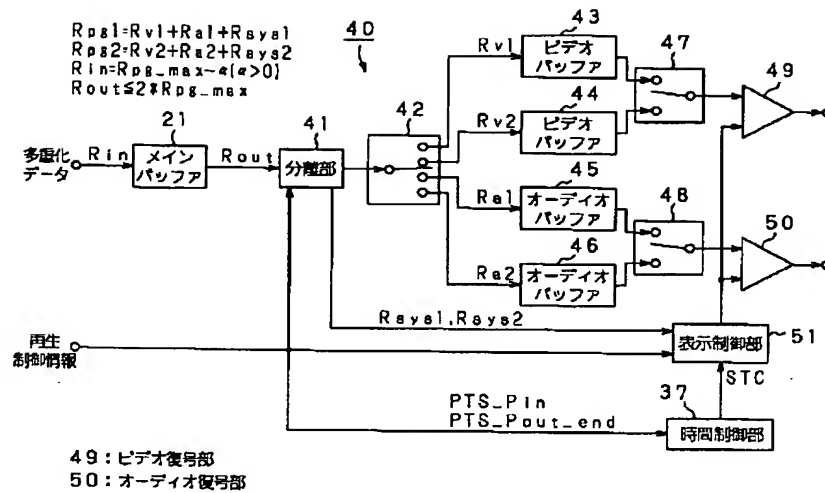 Rpg1=Rv1+Ra1+Rsys1
Rpg2=Rv2+Ra2+Rsys2
Rin=Rpg_max-α(α>0)
Rout≦2*Rpg_max
40
43
Rv1
ビデオ
バッファ
47
49
44
Rv2
ビデオ
バッファ
21
41
42
多重化
データ
Rin
メイン
バッファ
Rout
分離部
45
Ra1
オーディオ
バッファ
48
50
46
Ra2
オーディオ
バッファ
Rsys1,Rsys2
再生
制御情報
表示制御部
51
STC
PTS_Pin
PTS_Pout_end
37
時間制御部
49:ビデオ復号部
50:オーディオ復号部